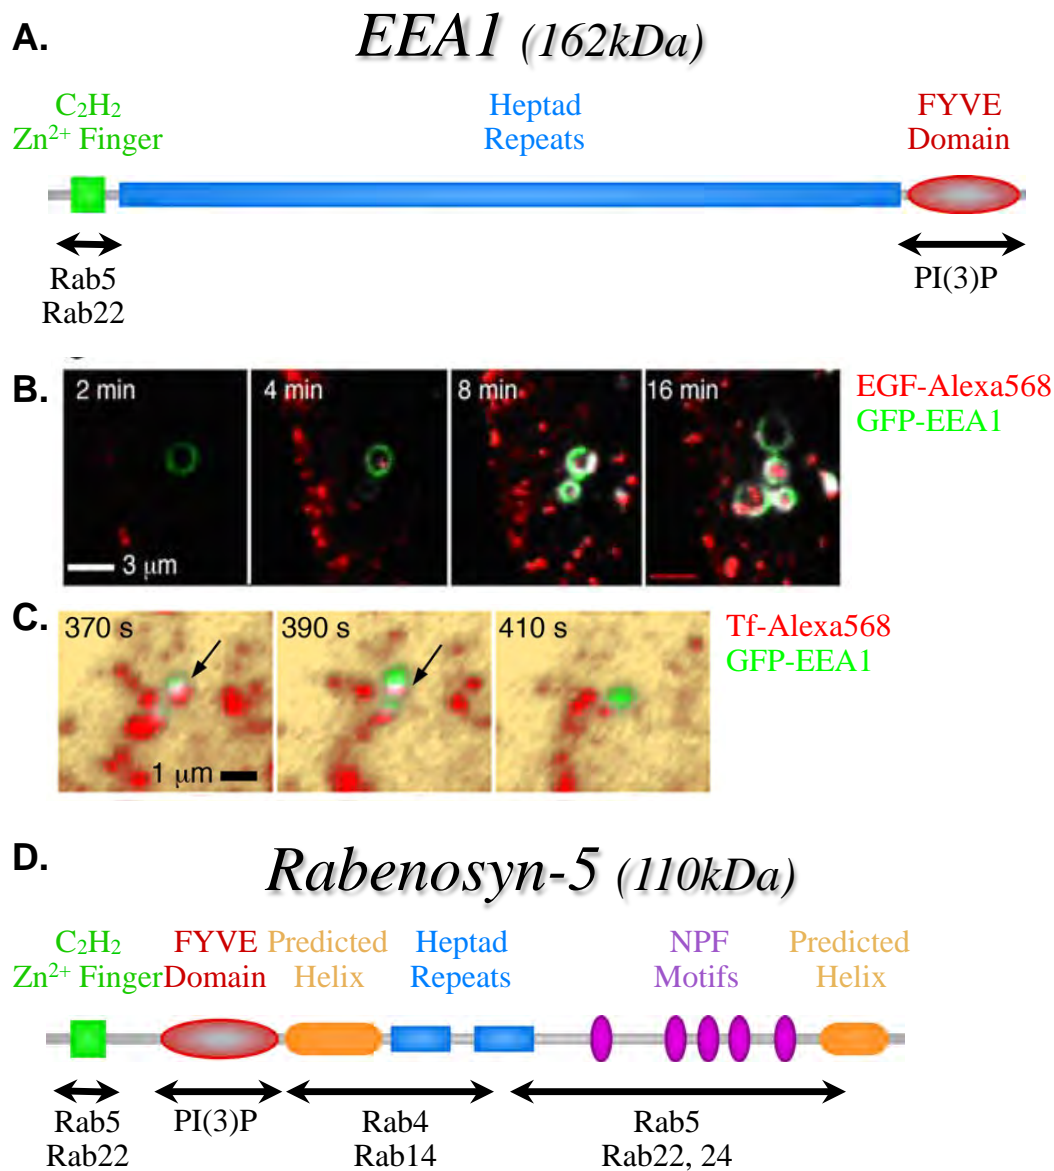 A.
EEA1 (162kDa)
C₂H₂
Zn²⁺ Finger
Heptad
Repeats
FYVE
Domain
Rab5
Rab22
PI(3)P
B.
2 min
4 min
8 min
16 min
3 μm
EGF-Alexa568
GFP-EEA1
C.
370 s
390 s
410 s
1 μm
Tf-Alexa568
GFP-EEA1
D.
Rabenosyn-5 (110kDa)
C₂H₂
Zn²⁺ Finger
FYVE
Domain
Predicted
Helix
Heptad
Repeats
NPF
Motifs
Predicted
Helix
Rab5
Rab22
PI(3)P
Rab4
Rab14
Rab5
Rab22, 24